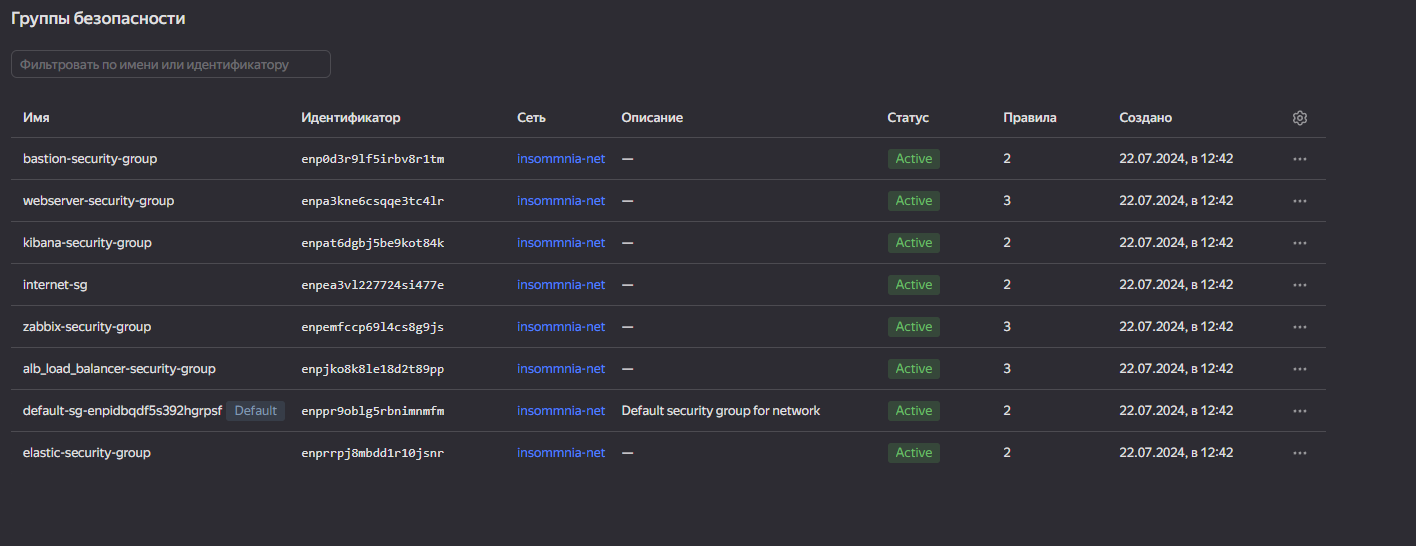 Группы безопасности
Фильтровать по имени или идентификатору
Имя Идентификатор Сеть Описание Статус Правила Создано
bastion-security-group enp0d3r9lf5irbv8r1tm insommnia-net — Active 2 22.07.2024, в 12:42
webserver-security-group enpa3kne6csqqe3tc4lr insommnia-net — Active 3 22.07.2024, в 12:42
kibana-security-group enpat6dgbj5be9kot84k insommnia-net — Active 2 22.07.2024, в 12:42
internet-sg enpea3vl227724si477e insommnia-net — Active 2 22.07.2024, в 12:42
zabbix-security-group enpemfccp69l4cs8g9js insommnia-net — Active 3 22.07.2024, в 12:42
alb_load_balancer-security-group enpjko8k8le18d2t89pp insommnia-net — Active 3 22.07.2024, в 12:42
default-sg-enpidbqdf5s392hgrpsf Default enppr9oblg5rbnimnmfm insommnia-net Default security group for network Active 2 22.07.2024, в 12:42
elastic-security-group enprrpj8mbdd1r10jsnr insommnia-net — Active 2 22.07.2024, в 12:42